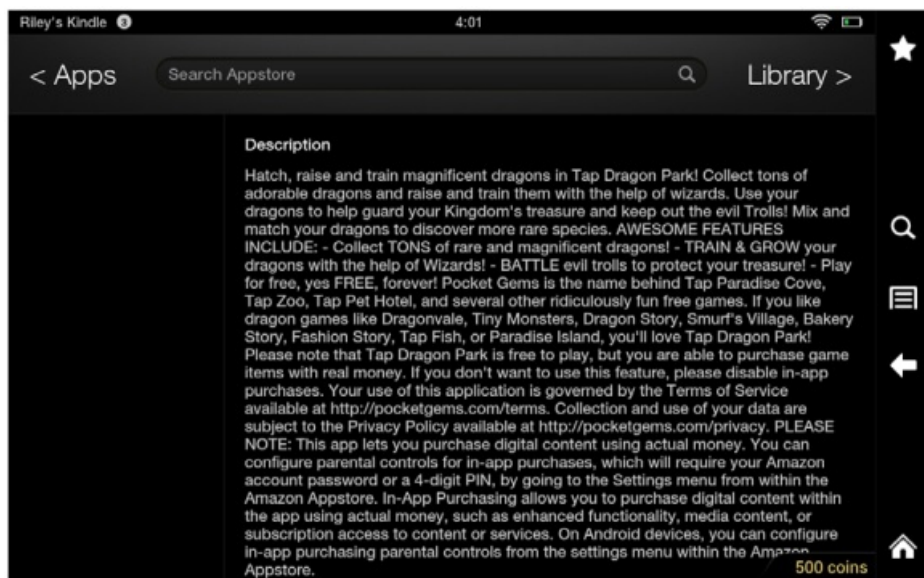 Riley's Kindle 3 4:01
< Apps Search Appstore Library >
Description
Hatch, raise and train magnificent dragons in Tap Dragon Park! Collect tons of
adorable dragons and raise and train them with the help of wizards. Use your
dragons to help guard your Kingdom's treasure and keep out the evil Trolls! Mix and
match your dragons to discover more rare species. AWESOME FEATURES
INCLUDE: - Collect TONS of rare and magnificent dragons! - TRAIN & GROW your
dragons with the help of Wizards! - BATTLE evil trolls to protect your treasure! - Play
for free, yes FREE, forever! Pocket Gems is the name behind Tap Paradise Cove,
Tap Zoo, Tap Pet Hotel, and several other ridiculously fun free games. If you like
dragon games like Dragonvale, Tiny Monsters, Dragon Story, Smurf's Village, Bakery
Story, Fashion Story, Tap Fish, or Paradise Island, you'll love Tap Dragon Park!
Please note that Tap Dragon Park is free to play, but you are able to purchase game
items with real money. If you don't want to use this feature, please disable in-app
purchases. Your use of this application is governed by the Terms of Service
available at http://pocketgems.com/terms. Collection and use of your data are
subject to the Privacy Policy available at http://pocketgems.com/privacy. PLEASE
NOTE: This app lets you purchase digital content using actual money. You can
configure parental controls for in-app purchases, which will require your Amazon
account password or a 4-digit PIN, by going to the Settings menu from within the
Amazon Appstore. In-App Purchasing allows you to purchase digital content within
the app using actual money, such as enhanced functionality, media content, or
subscription access to content or services. On Android devices, you can configure
in-app purchasing parental controls from the settings menu within the Amazon
Appstore.
500 coins